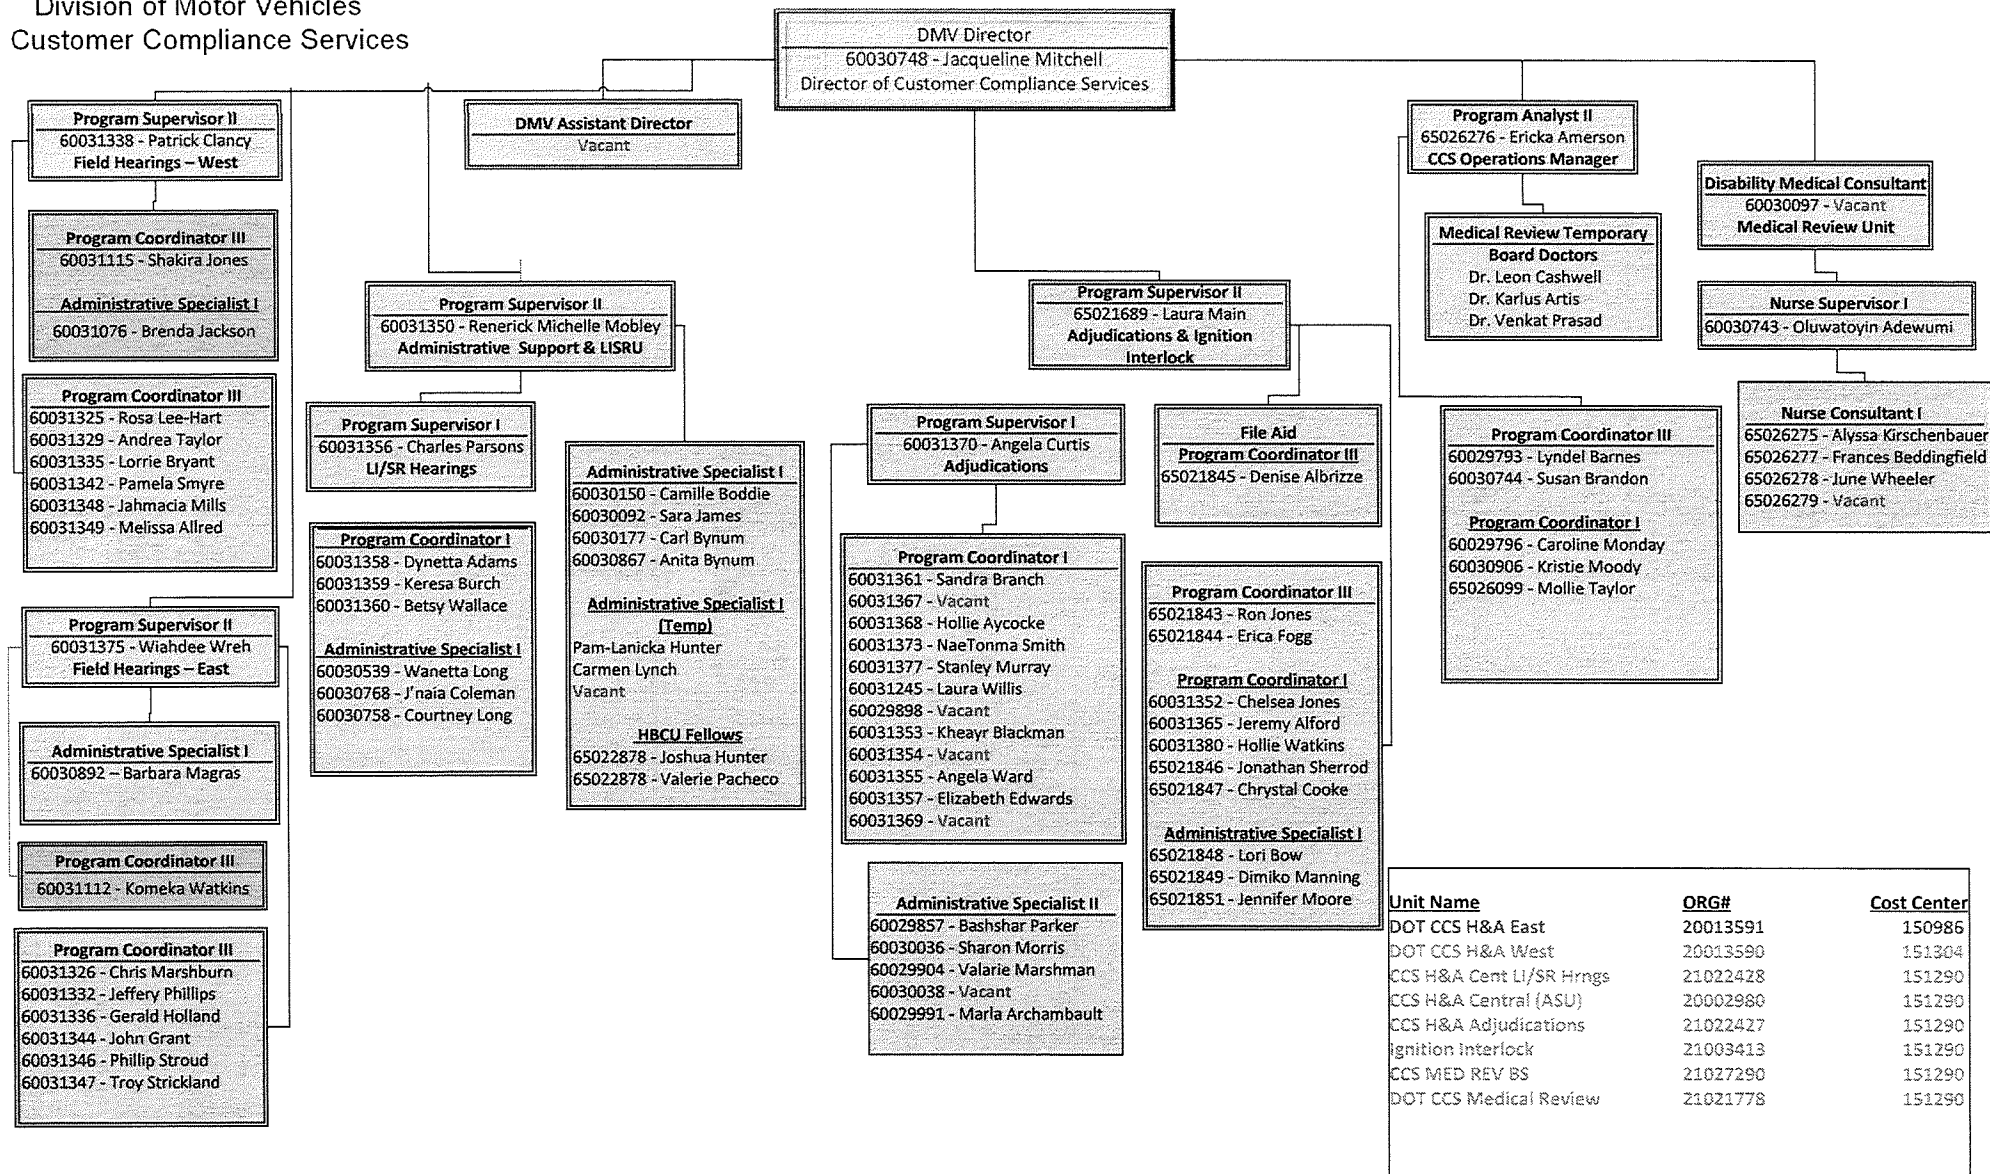 Division of Motor Vehicles
Customer Compliance Services
DMV Director
60030748 - Jacqueline Mitchell
Director of Customer Compliance Services
Program Supervisor II
60031338 - Patrick Clancy
Field Hearings – West
DMV Assistant Director
Vacant
Program Analyst II
65026276 - Ericka Amerson
CCS Operations Manager
Disability Medical Consultant
60030097 - Vacant
Medical Review Unit
Program Coordinator III
60031115 - Shakira Jones
Administrative Specialist I
60031076 - Brenda Jackson
Medical Review Temporary
Board Doctors
Dr. Leon Cashwell
Dr. Karlus Artis
Dr. Venkat Prasad
Program Supervisor II
60031350 - Renerick Michelle Mobley
Administrative Support & LISRU
Program Supervisor II
65021689 - Laura Main
Adjudications & Ignition
Interlock
Nurse Supervisor I
60030743 - Oluwatoyin Adewumi
Program Coordinator III
60031325 - Rosa Lee-Hart
60031329 - Andrea Taylor
60031335 - Lorrie Bryant
60031342 - Pamela Smyre
60031348 - Jahmacia Mills
60031349 - Melissa Allred
Program Supervisor I
60031356 - Charles Parsons
LI/SR Hearings
Administrative Specialist I
60030150 - Camille Boddie
60030092 - Sara James
60030177 - Carl Bynum
60030867 - Anita Bynum
Administrative Specialist I
(Temp)
Pam-Lanicka Hunter
Carmen Lynch
Vacant
HBCU Fellows
65022878 - Joshua Hunter
65022878 - Valerie Pacheco
Program Supervisor I
60031370 - Angela Curtis
Adjudications
File Aid
Program Coordinator III
65021845 - Denise Albrizze
Program Coordinator III
60029793 - Lyndel Barnes
60030744 - Susan Brandon
Program Coordinator I
60029796 - Caroline Monday
60030906 - Kristie Moody
65026099 - Mollie Taylor
Nurse Consultant I
65026275 - Alyssa Kirschenbauer
65026277 - Frances Beddingfield
65026278 - June Wheeler
65026279 - Vacant
Program Coordinator I
60031358 - Dynetta Adams
60031359 - Keresa Burch
60031360 - Betsy Wallace
Administrative Specialist I
60030539 - Wanetta Long
60030768 - J'naia Coleman
60030758 - Courtney Long
Program Coordinator I
60031361 - Sandra Branch
60031367 - Vacant
60031368 - Hollie Aycocke
60031373 - NaeTonma Smith
60031377 - Stanley Murray
60031245 - Laura Willis
60029898 - Vacant
60031353 - Kheayr Blackman
60031354 - Vacant
60031355 - Angela Ward
60031357 - Elizabeth Edwards
60031369 - Vacant
Program Coordinator III
65021843 - Ron Jones
65021844 - Erica Fogg
Program Coordinator I
60031352 - Chelsea Jones
60031365 - Jeremy Alford
60031380 - Hollie Watkins
65021846 - Jonathan Sherrod
65021847 - Chrystal Cooke
Administrative Specialist I
65021848 - Lori Bow
65021849 - Dimiko Manning
65021851 - Jennifer Moore
Program Supervisor II
60031375 - Wiahdee Wreh
Field Hearings – East
Administrative Specialist I
60030892 – Barbara Magras
Program Coordinator III
60031112 - Komeka Watkins
Program Coordinator III
60031326 - Chris Marshburn
60031332 - Jeffery Phillips
60031336 - Gerald Holland
60031344 - John Grant
60031346 - Phillip Stroud
60031347 - Troy Strickland
Administrative Specialist II
60029857 - Bashshar Parker
60030036 - Sharon Morris
60029904 - Valarie Marshman
60030038 - Vacant
60029991 - Marla Archambault
Unit Name ORG# Cost Center
DOT CCS H&A East 20013591 150986
DOT CCS H&A West 20013590 151304
CCS H&A Cent LI/SR Hrngs 21022428 151290
CCS H&A Central (ASU) 20002980 151290
CCS H&A Adjudications 21022427 151290
Ignition Interlock 21003413 151290
CCS MED REV BS 21027290 151290
DOT CCS Medical Review 21021778 151290